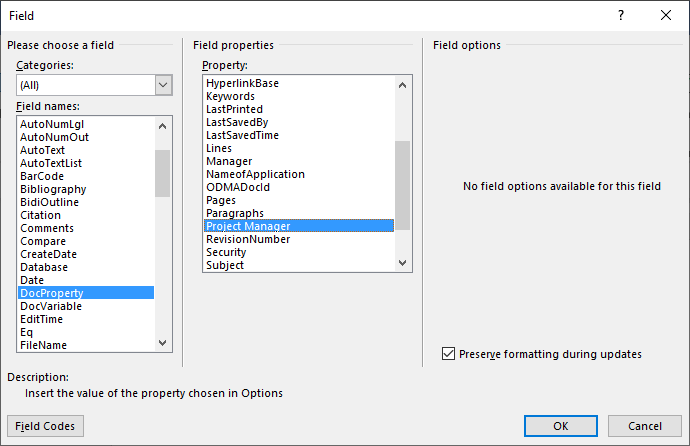 Field
Please choose a field
Categories:
(All)
Field names:
AutoNumLgl
AutoNumOut
AutoText
AutoTextList
BarCode
Bibliography
BidiOutline
Citation
Comments
Compare
CreateDate
Database
Date
DocProperty
DocVariable
EditTime
Eq
FileName
Field properties
Property:
HyperlinkBase
Keywords
LastPrinted
LastSavedBy
LastSavedTime
Lines
Manager
NameofApplication
ODMADocId
Pages
Paragraphs
Project Manager
RevisionNumber
Security
Subject
Field options
No field options available for this field
Preserve formatting during updates
Description:
Insert the value of the property chosen in Options
Field Codes
OK
Cancel